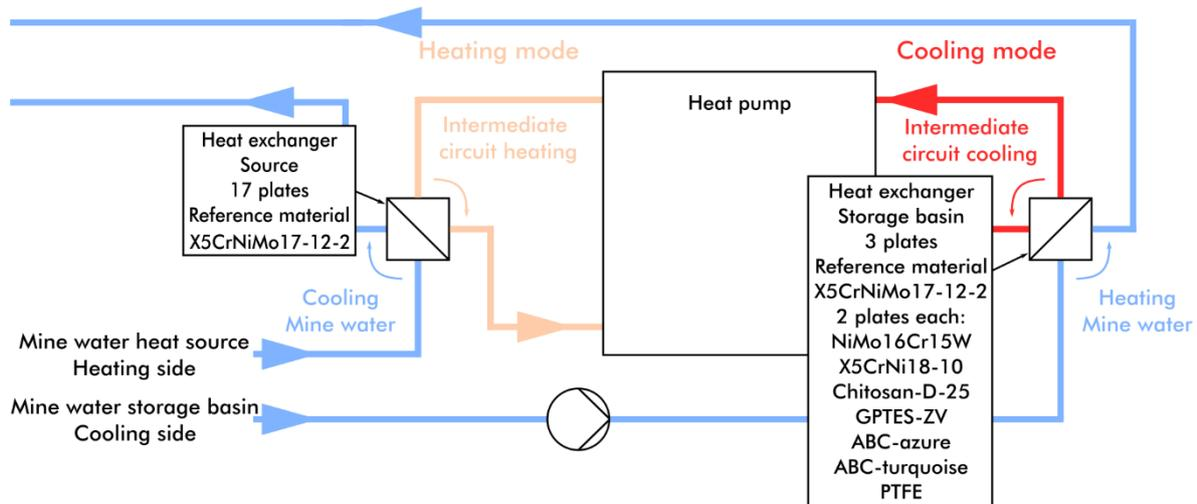 Heating mode
Cooling mode
Heat pump
Intermediate
circuit heating
Intermediate
circuit cooling
Heat exchanger
Source
17 plates
Reference material
X5CrNiMo17-12-2
Heat exchanger
Storage basin
3 plates
Reference material
X5CrNiMo17-12-2
2 plates each:
NiMo16Cr15W
X5CrNi18-10
Chitosan-D-25
GPTES-ZV
ABC-azure
ABC-turquoise
PTFE
Cooling
Mine water
Heating
Mine water
Mine water heat source
Heating side
Mine water storage basin
Cooling side